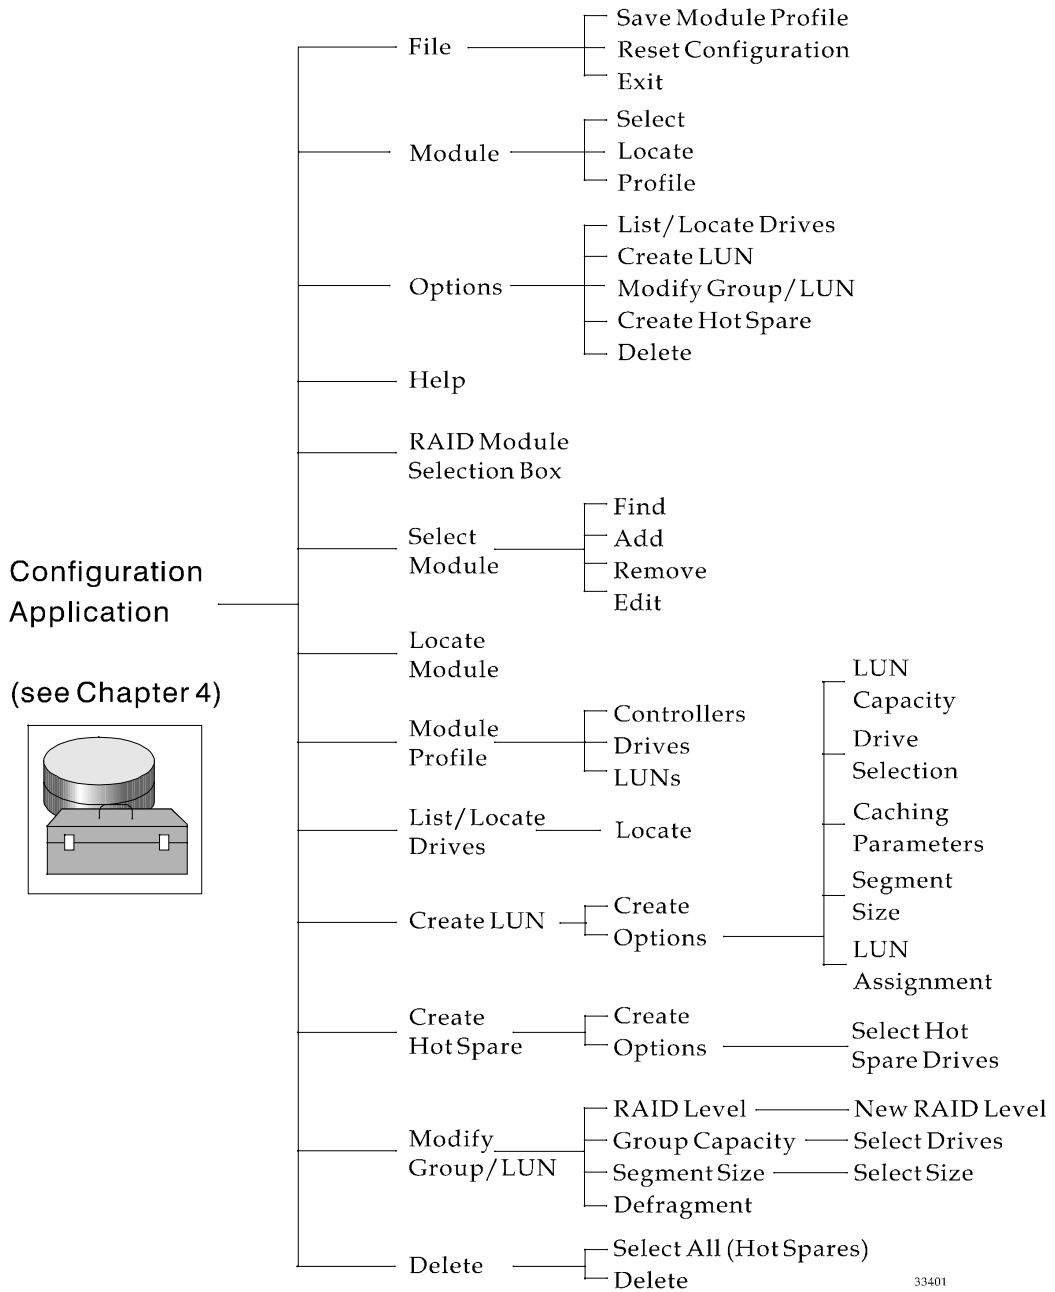 File
Save Module Profile
Reset Configuration
Exit
Module
Select
Locate
Profile
Options
List/Locate Drives
Create LUN
Modify Group/LUN
Create Hot Spare
Delete
Help
RAID Module
Selection Box
Select
Module
Find
Add
Remove
Edit
Configuration
Application
(see Chapter 4)
Locate
Module
Module
Profile
Controllers
Drives
LUNs
List/Locate
Drives
Locate
Create LUN
Create
Options
LUN
Capacity
Drive
Selection
Caching
Parameters
Segment
Size
LUN
Assignment
Create
Hot Spare
Create
Options
Select Hot
Spare Drives
Modify
Group/LUN
RAID Level
New RAID Level
Group Capacity
Select Drives
Segment Size
Select Size
Defragment
Delete
Select All (Hot Spares)
Delete
33401